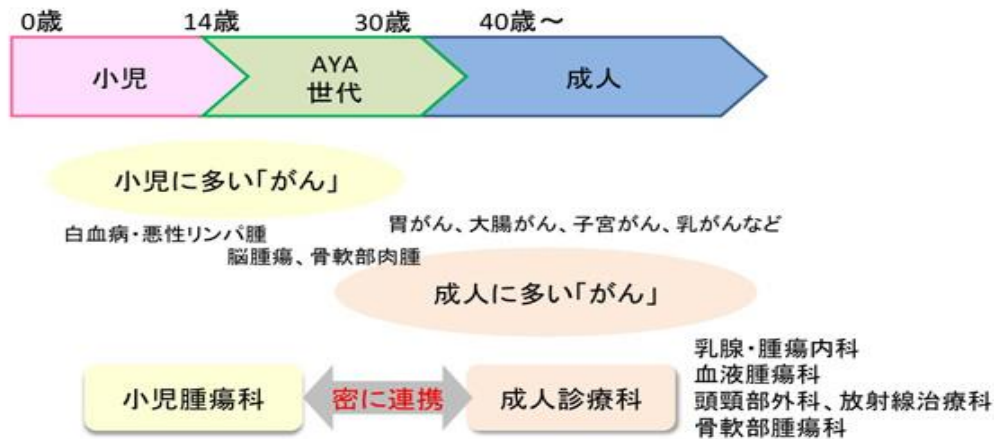 0歳 14歳 30歳 40歳～
小児
AYA
世代
成人
小児に多い「がん」
白血病・悪性リンパ腫
脳腫瘍、骨軟部肉腫
胃がん、大腸がん、子宮がん、乳がんなど
成人に多い「がん」
小児腫瘍科
密に連携
成人診療科
乳腺・腫瘍内科
血液腫瘍科
頭頸部外科、放射線治療科
骨軟部腫瘍科